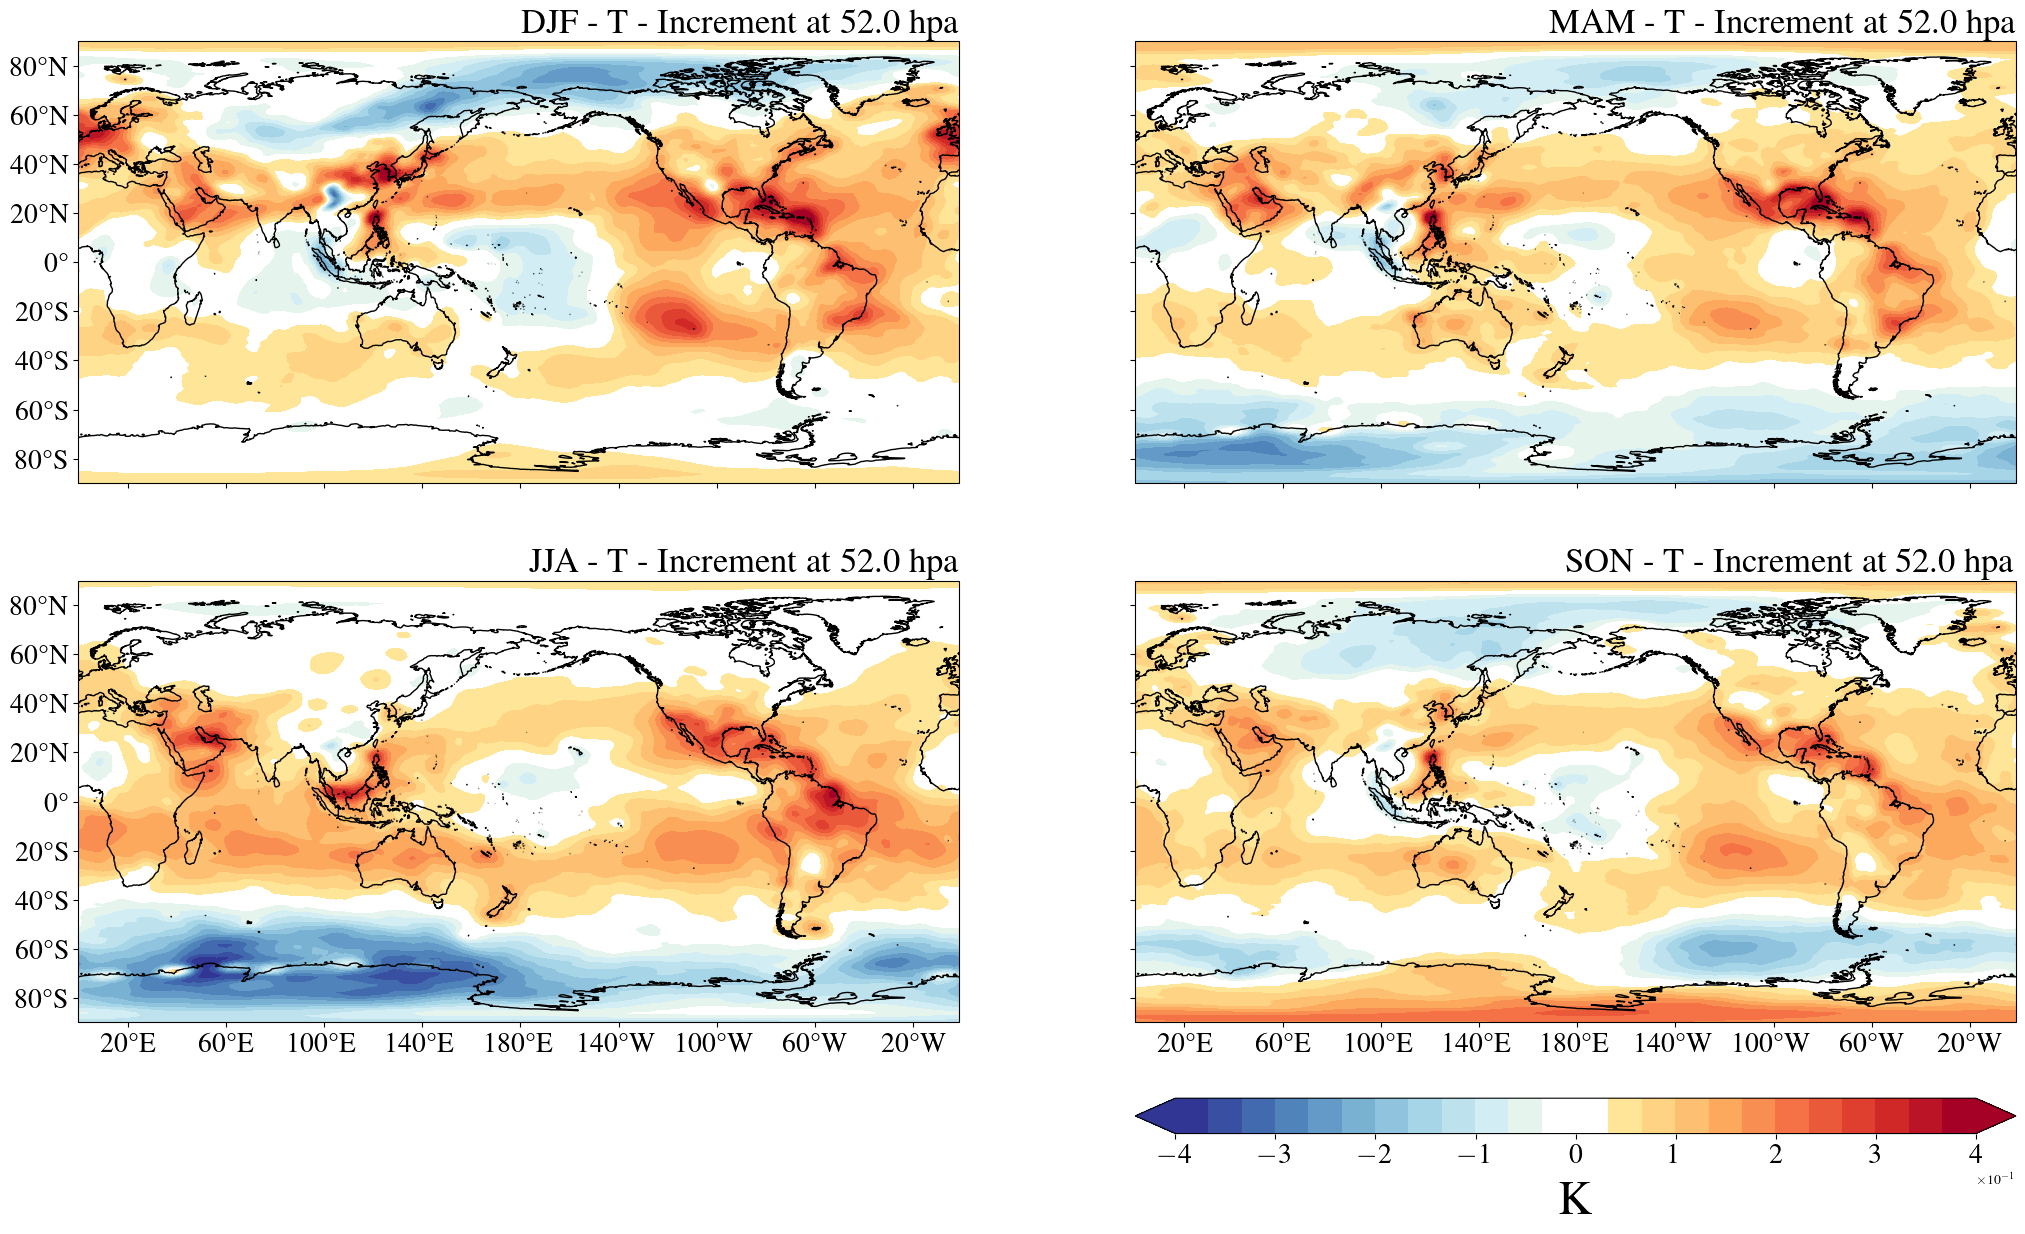 DJF - T - Increment at 52.0 hpa
MAM - T - Increment at 52.0 hpa
80°N
60°N
40°N
20°N
0°
20°S
40°S
60°S
80°S
JJA - T - Increment at 52.0 hpa
SON - T - Increment at 52.0 hpa
80°N
60°N
40°N
20°N
0°
20°S
40°S
60°S
80°S
20°E 60°E 100°E 140°E 180°E 140°W 100°W 60°W 20°W
20°E 60°E 100°E 140°E 180°E 140°W 100°W 60°W 20°W
−4 −3 −2 −1 0 1 2 3 4
×10⁻¹
K